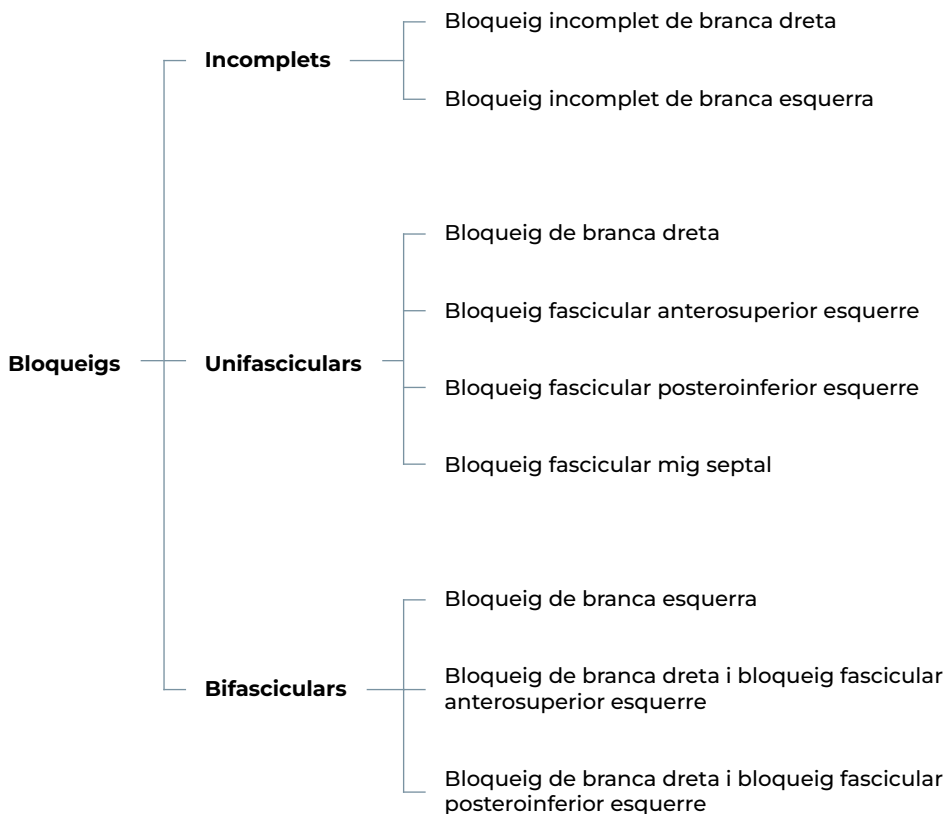 Bloqueigs
Incomplets
Bloqueig incomplet de branca dreta
Bloqueig incomplet de branca esquerra
Unifasciculars
Bloqueig de branca dreta
Bloqueig fascicular anterosuperior esquerre
Bloqueig fascicular posteroinferior esquerre
Bloqueig fascicular mig septal
Bifasciculars
Bloqueig de branca esquerra
Bloqueig de branca dreta i bloqueig fascicular
anterosuperior esquerre
Bloqueig de branca dreta i bloqueig fascicular
posteroinferior esquerre